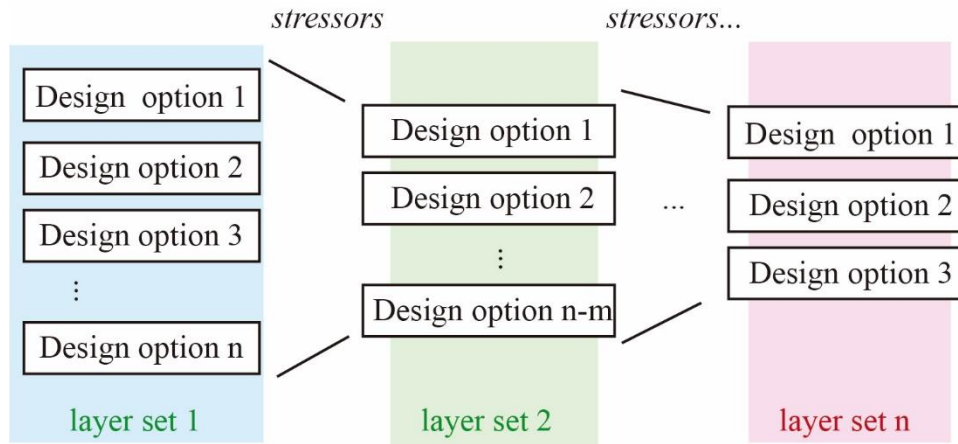 stressors
stressors...
Design option 1
Design option 2
Design option 3
⋮
Design option n
layer set 1
Design option 1
Design option 2
⋮
Design option n-m
layer set 2
...
Design option 1
Design option 2
Design option 3
layer set n